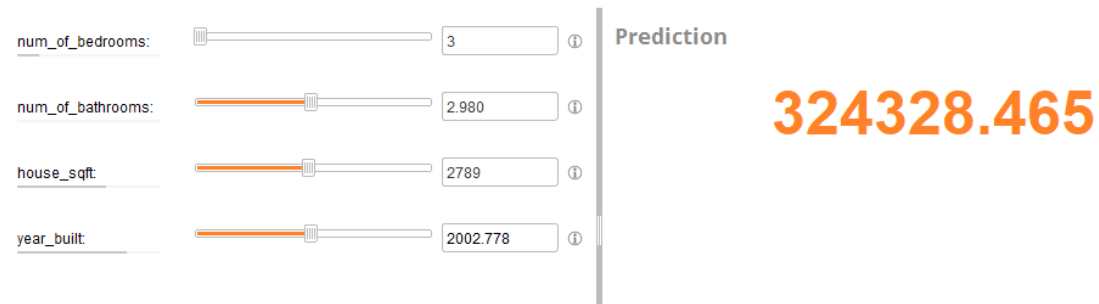 num_of_bedrooms: 3
num_of_bathrooms: 2.980
house_sqft: 2789
year_built: 2002.778
Prediction
324328.465